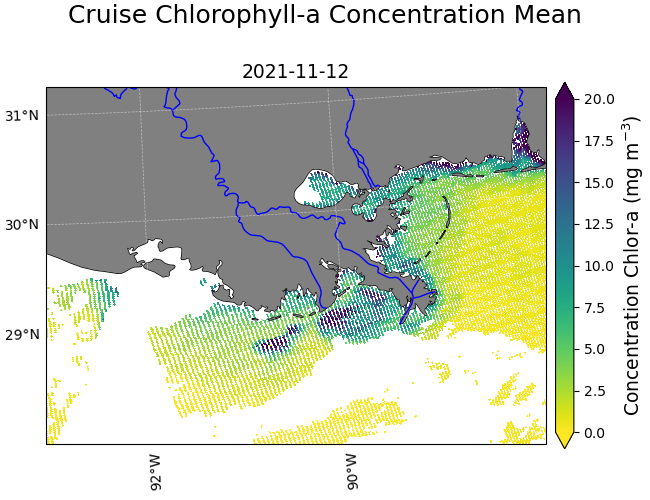 Cruise Chlorophyll-a Concentration Mean
2021-11-12
31°N
30°N
29°N
92°W
90°W
20.0
17.5
15.0
12.5
10.0
7.5
5.0
2.5
0.0
Concentration Chlor-a (mg m⁻³)